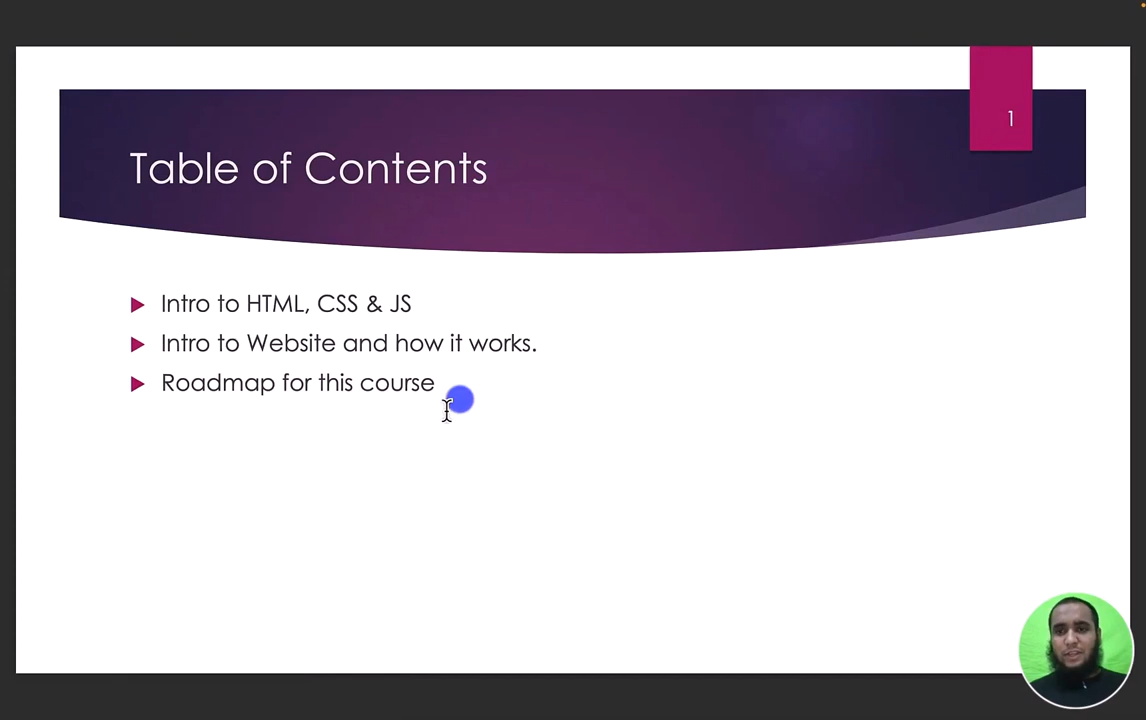 1
Table of Contents
Intro to HTML, CSS & JS
Intro to Website and how it works.
Roadmap for this course